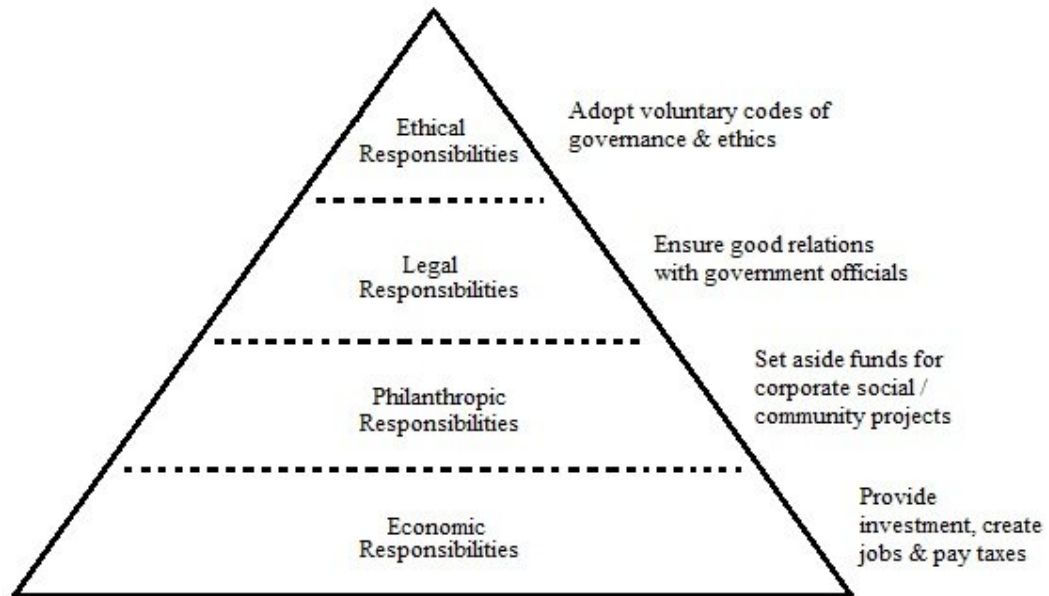 Ethical
Responsibilities
Adopt voluntary codes of
governance & ethics
Legal
Responsibilities
Ensure good relations
with government officials
Philanthropic
Responsibilities
Set aside funds for
corporate social /
community projects
Economic
Responsibilities
Provide
investment, create
jobs & pay taxes